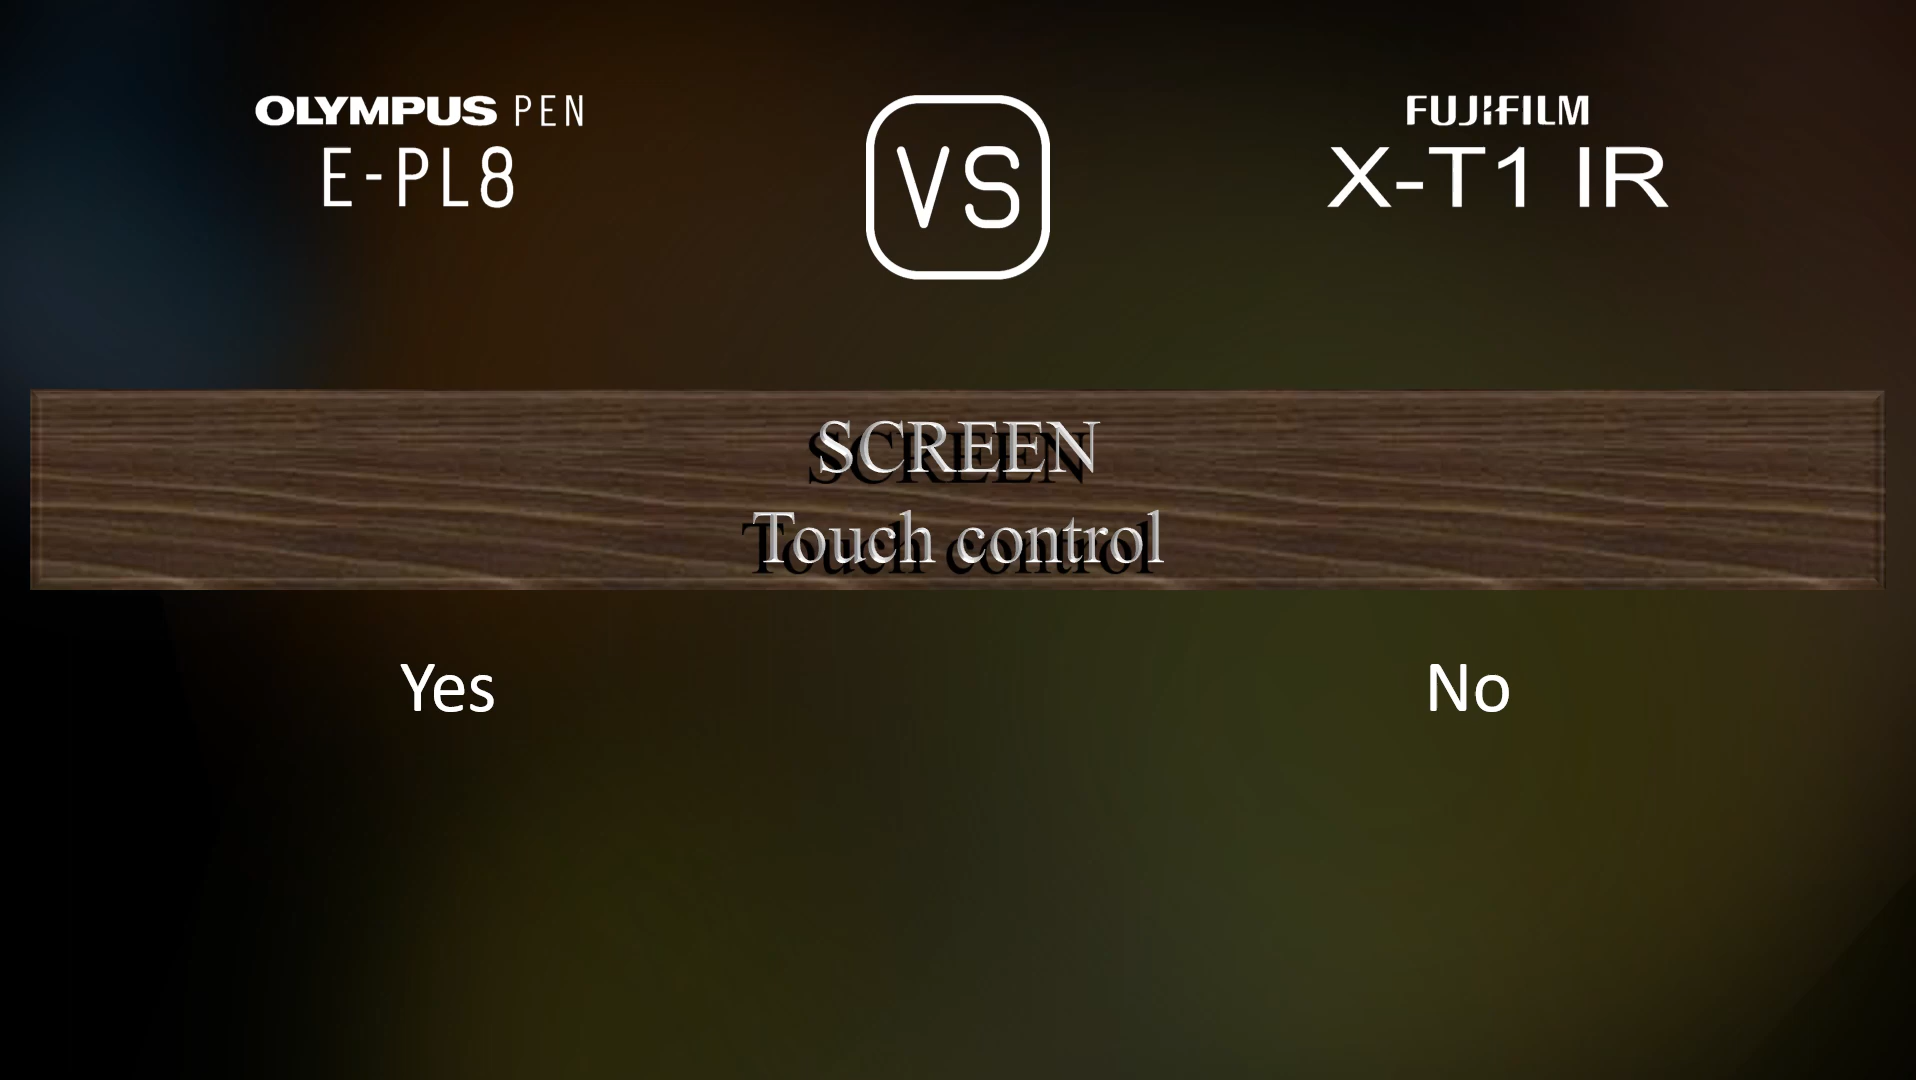 OLYMPUS PEN
E-PL8
VS
FUJIFILM
X-T1 IR
SCREEN
Touch control
Yes
No